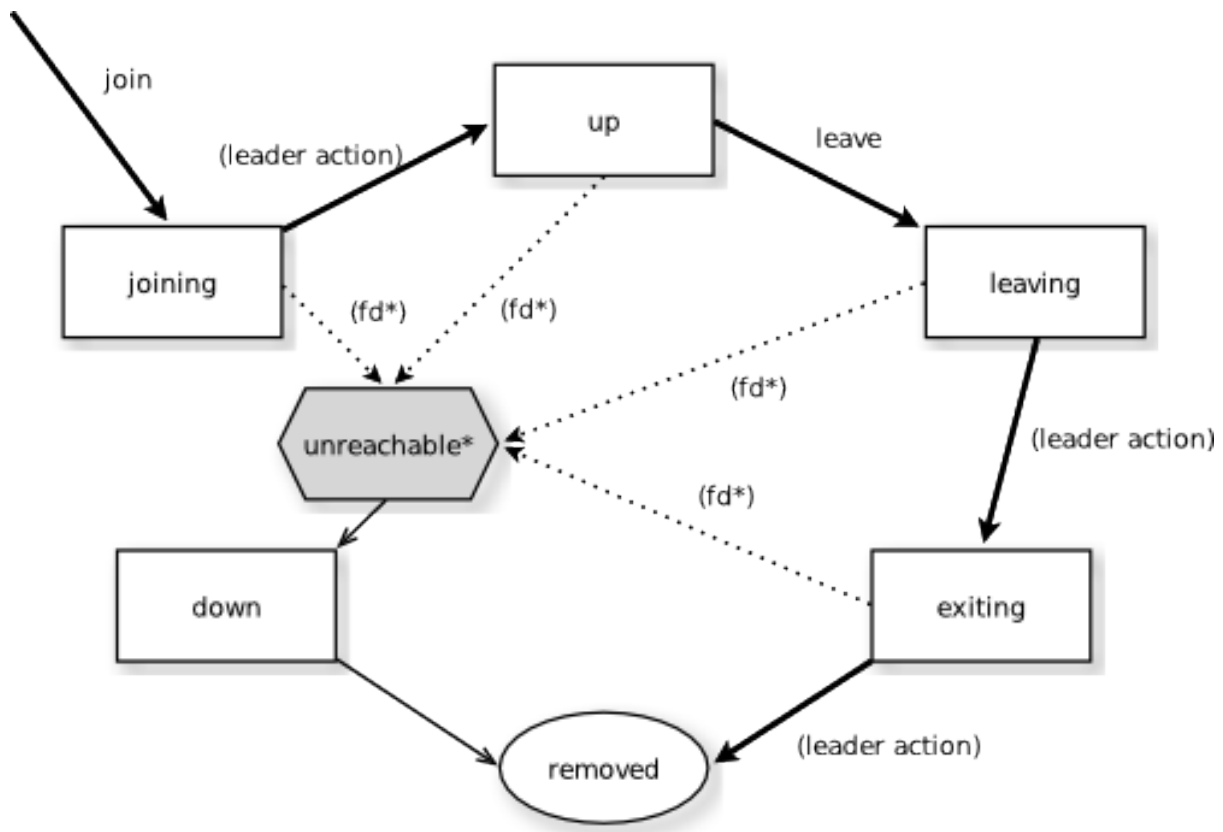 join
up
(leader action)
leave
joining
leaving
(fd*)
(fd*)
(fd*)
unreachable*
(leader action)
(fd*)
down
exiting
(leader action)
removed